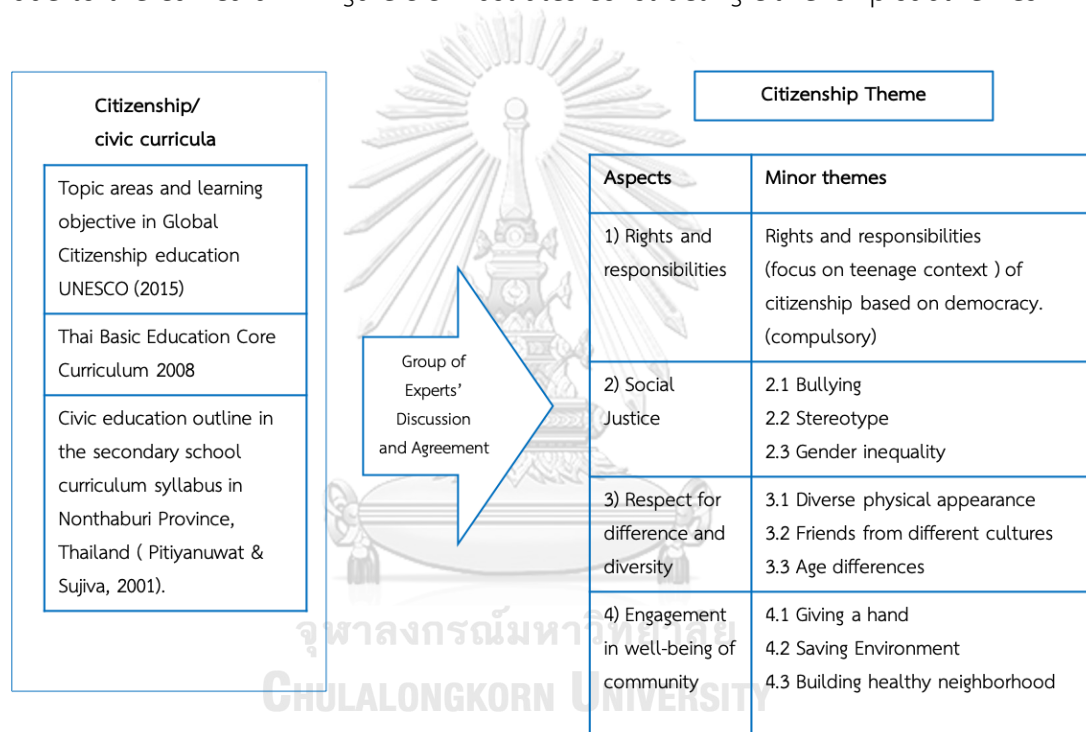 Citizenship/
civic curricula
Topic areas and learning
objective in Global
Citizenship education
UNESCO (2015)
Thai Basic Education Core
Curriculum 2008
Civic education outline in
the secondary school
curriculum syllabus in
Nonthaburi Province,
Thailand ( Pitiyanuwat &
Sujiva, 2001).
Group of
Experts’
Discussion
and Agreement
Citizenship Theme
Aspects
Minor themes
1) Rights and
responsibilities
Rights and responsibilities
(focus on teenage context ) of
citizenship based on democracy.
(compulsory)
2) Social
Justice
2.1 Bullying
2.2 Stereotype
2.3 Gender inequality
3) Respect for
difference and
diversity
3.1 Diverse physical appearance
3.2 Friends from different cultures
3.3 Age differences
4) Engagement
in well-being of
community
4.1 Giving a hand
4.2 Saving Environment
4.3 Building healthy neighborhood
จุฬาลงกรณ์มหาวิทยาลัย
CHULALONGKORN UNIVERSITY